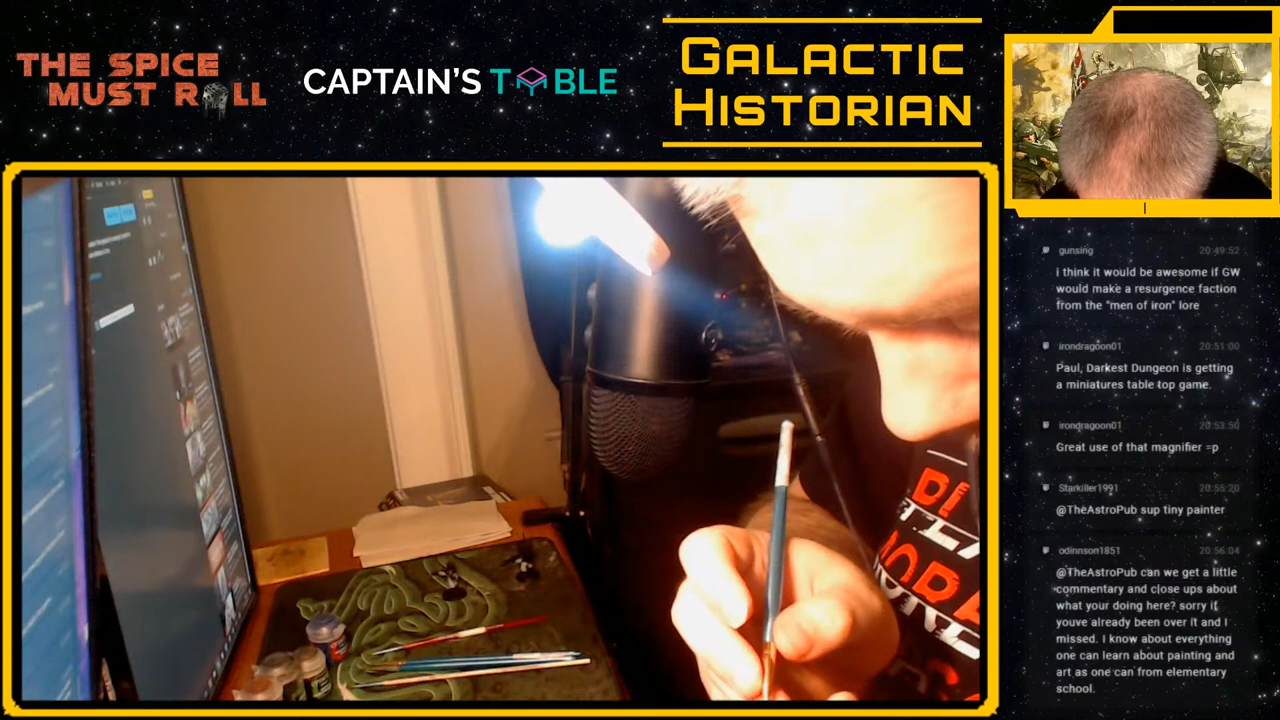 THE SPICE
MUST ROLL
CAPTAIN'S TABLE
GALACTIC
HISTORIAN
gunsing 20:49:52
i think it would be awesome if GW
would make a resurgence faction
from the "men of iron" lore
irondragoon01 20:51:00
Paul, Darkest Dungeon is getting
a miniatures table top game.
irondragoon01 20:53:50
Great use of that magnifier =p
Starkiller1991 20:55:20
@TheAstroPub sup tiny painter
odinnson1851 20:56:04
@TheAstroPub can we get a little
commentary and close ups about
what your doing here? sorry if
youve already been over it and I
missed. I know about everything
one can learn about painting and
art as one can from elementary
school.